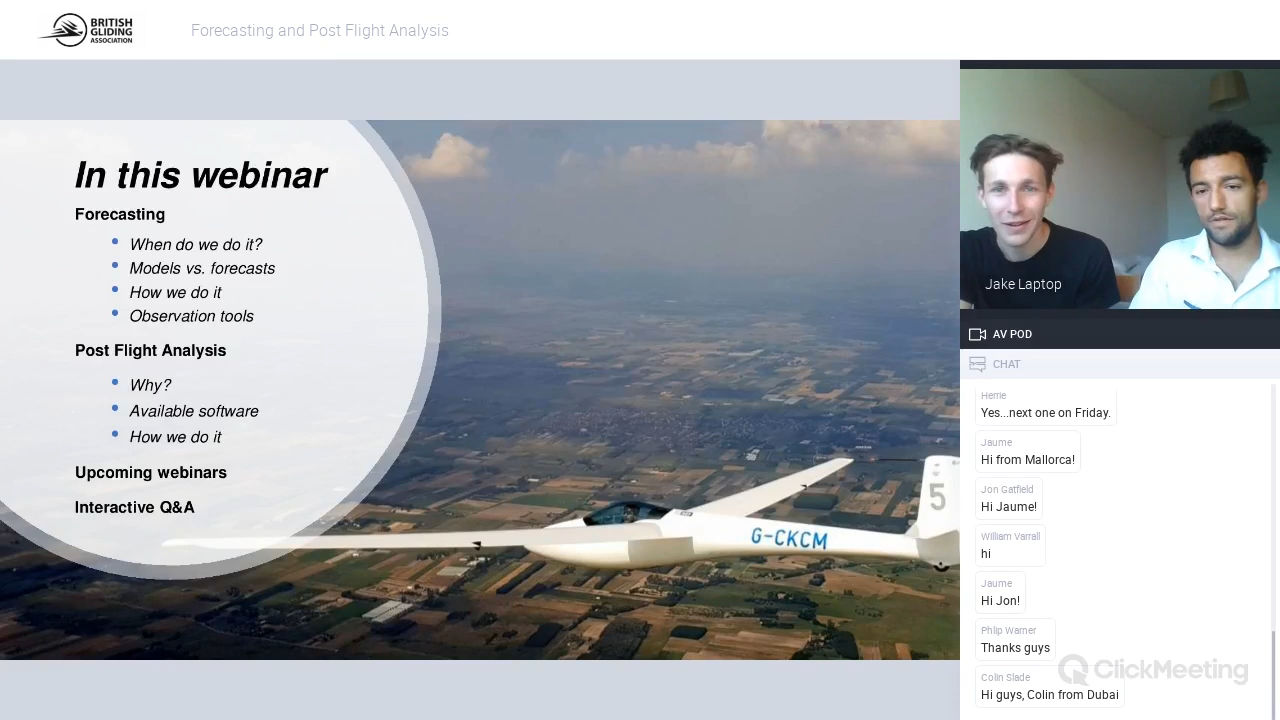 BRITISH
GLIDING
ASSOCIATION
Forecasting and Post Flight Analysis
In this webinar
Forecasting
When do we do it?
Models vs. forecasts
How we do it
Observation tools
Post Flight Analysis
Why?
Available software
How we do it
Upcoming webinars
Interactive Q&A
5
G-CKCM
Jake Laptop
AV POD
CHAT
Herrie
Yes...next one on Friday.
Jaume
Hi from Mallorca!
Jon Gatfield
Hi Jaume!
William Varrall
hi
Jaume
Hi Jon!
Phlip Warner
Thanks guys
Colin Slade
Hi guys, Colin from Dubai
ClickMeeting